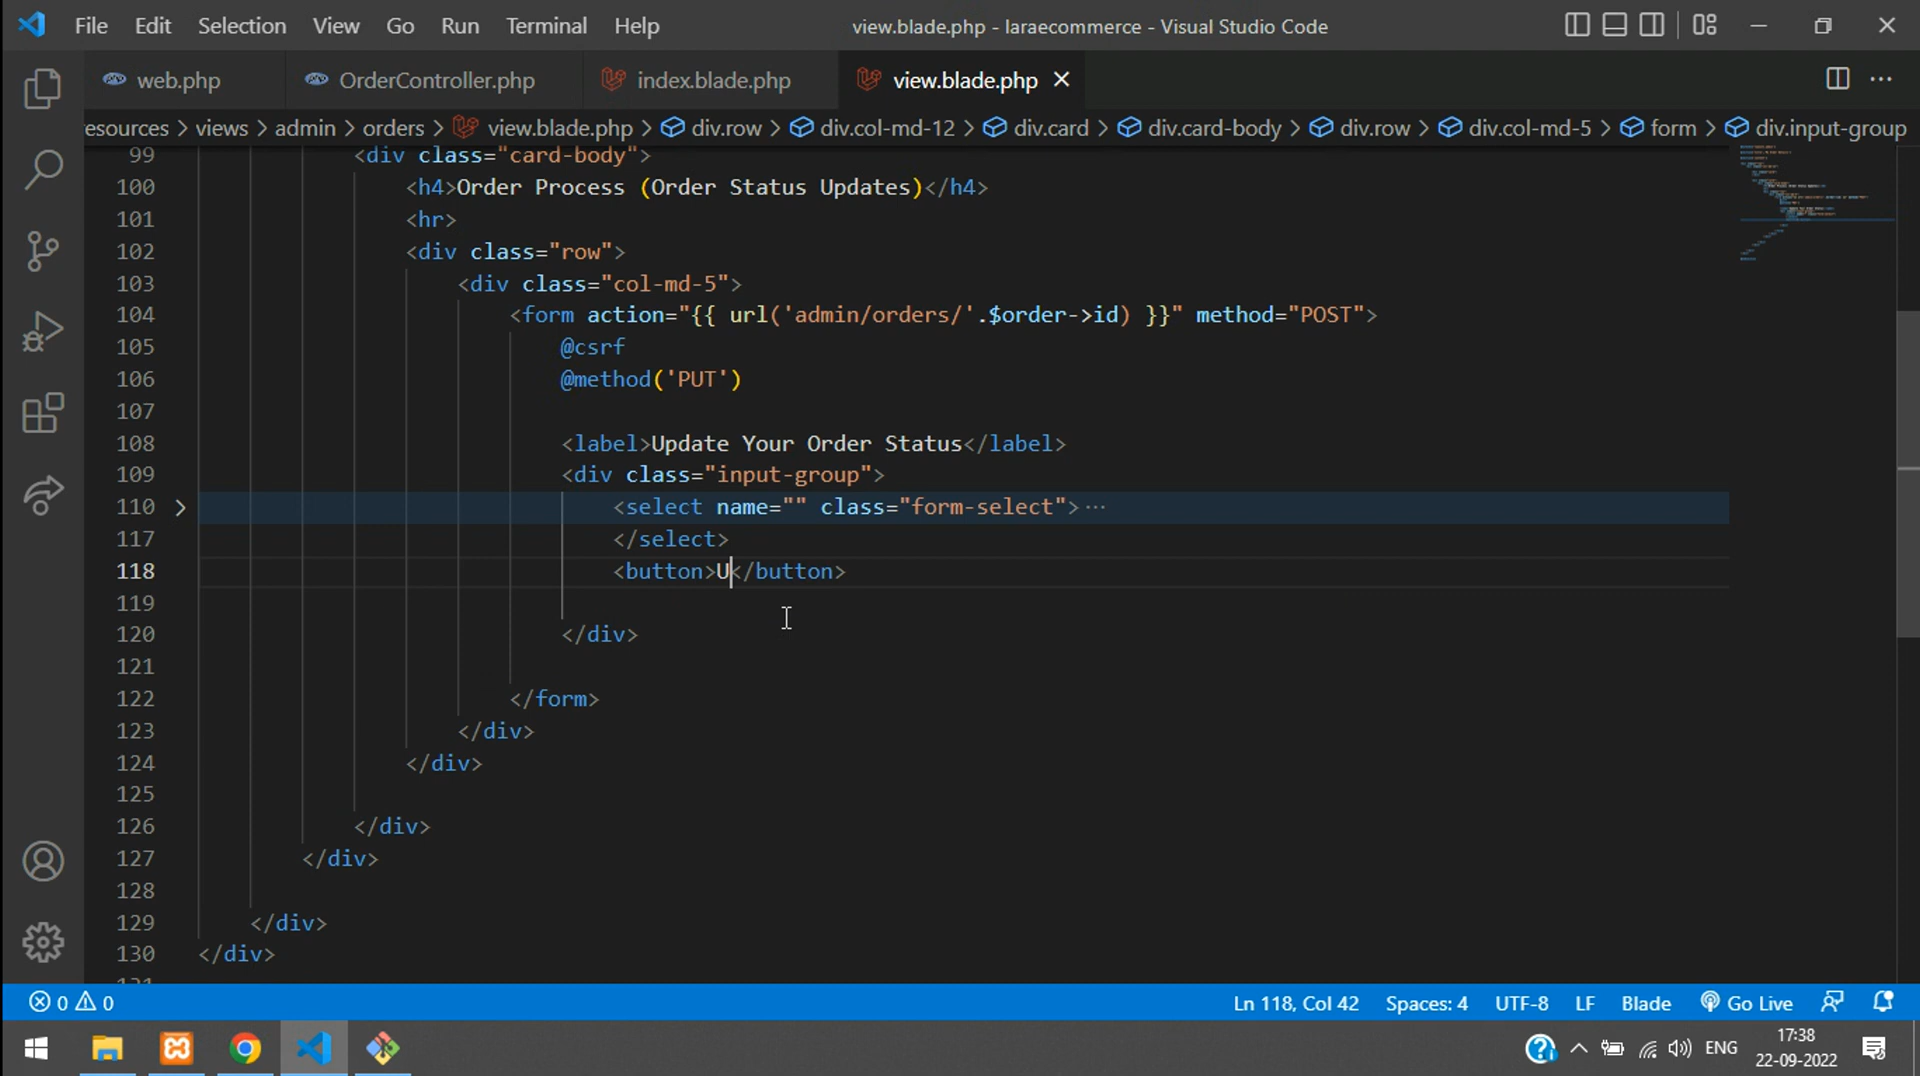 File Edit Selection View Go Run Terminal Help view.blade.php - laraecommerce - Visual Studio Code
web.php OrderController.php index.blade.php view.blade.php
esources > views > admin > orders > view.blade.php > div.row > div.col-md-12 > div.card > div.card-body > div.row > div.col-md-5 > form > div.input-group
99 <div class="card-body">
100 <h4>Order Process (Order Status Updates)</h4>
101 <hr>
102 <div class="row">
103 <div class="col-md-5">
104 <form action="{{ url('admin/orders/'.$order->id) }}" method="POST">
105 @csrf
106 @method('PUT')
107
108 <label>Update Your Order Status</label>
109 <div class="input-group">
110 <select name="" class="form-select">···
117 </select>
118 <button>U</button>
119
120 </div>
121
122 </form>
123 </div>
124 </div>
125
126 </div>
127 </div>
128
129 </div>
130 </div>
0 0 Ln 118, Col 42 Spaces: 4 UTF-8 LF Blade Go Live
ENG 17:38
22-09-2022